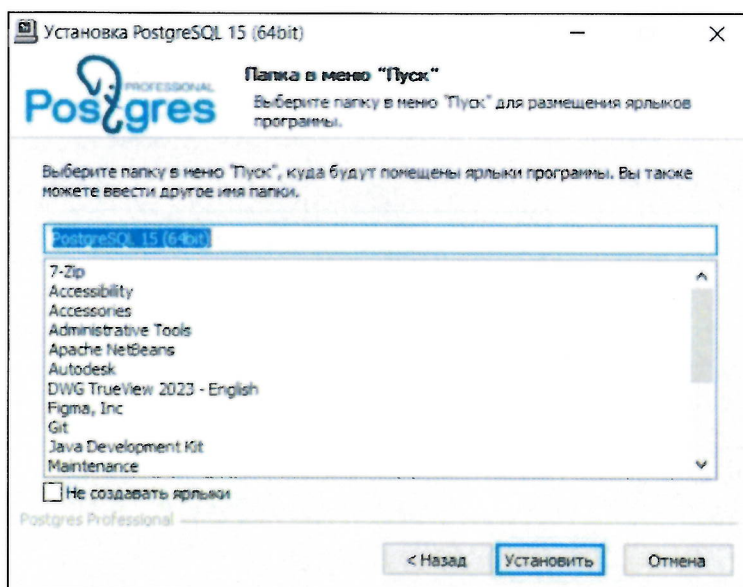 Установка PostgreSQL 15 (64bit)
PROFESSIONAL
Postgres
Папка в меню "Пуск"
Выберите папку в меню "Пуск" для размещения ярлыков
программы.
Выберите папку в меню "Пуск", куда будут помещены ярлыки программы. Вы также
можете ввести другое имя папки.
PostgreSQL 15 (64bit)
7-Zip
Accessibility
Accessories
Administrative Tools
Apache NetBeans
Autodesk
DWG TrueView 2023 - English
Figma, Inc
Git
Java Development Kit
Maintenance
Не создавать ярлыки
Postgres Professional
< Назад Установить Отмена